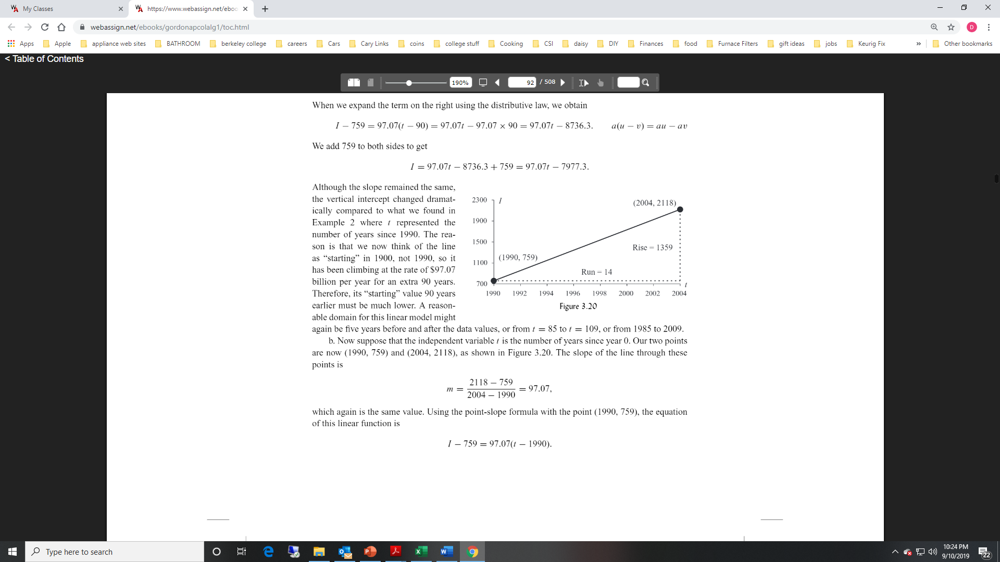 My Classes
https://www.webassign.net/eboo
webassign.net/ebooks/gordonapcolalg1/toc.html
D
Apps Apple appliance web sites BATHROOM berkeley college careers Cars Cary Links coins college stuff Cooking CSI daisy DIY Finances food Furnace Filters gift ideas jobs Keurig Fix » Other bookmarks
< Table of Contents
190% 92 / 508
When we expand the term on the right using the distributive law, we obtain
I − 759 = 97.07(t − 90) = 97.07t − 97.07 × 90 = 97.07t − 8736.3. a(u − v) = au − av
We add 759 to both sides to get
I = 97.07t − 8736.3 + 759 = 97.07t − 7977.3.
Although the slope remained the same,
the vertical intercept changed dramat-
ically compared to what we found in
Example 2 where t represented the
number of years since 1990. The rea-
son is that we now think of the line
as “starting” in 1900, not 1990, so it
has been climbing at the rate of $97.07
billion per year for an extra 90 years.
Therefore, its “starting” value 90 years
earlier must be much lower. A reason-
able domain for this linear model might
2300 I
(2004, 2118)
1900
1500
Rise = 1359
(1990, 759)
1100
Run = 14
700
t
1990 1992 1994 1996 1998 2000 2002 2004
Figure 3.20
again be five years before and after the data values, or from t = 85 to t = 109, or from 1985 to 2009.
b. Now suppose that the independent variable t is the number of years since year 0. Our two points
are now (1990, 759) and (2004, 2118), as shown in Figure 3.20. The slope of the line through these
points is
m = 2118 − 759 / 2004 − 1990 = 97.07,
which again is the same value. Using the point-slope formula with the point (1990, 759), the equation
of this linear function is
I − 759 = 97.07(t − 1990).
Type here to search
10:24 PM
9/10/2019
22